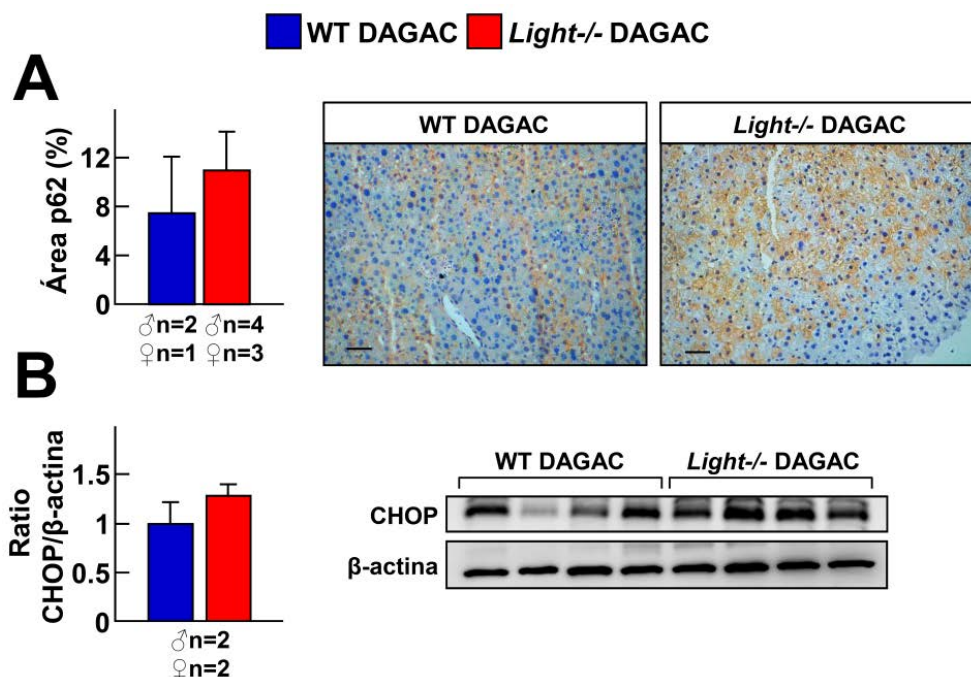 WT DAGAC Light-/- DAGAC
A
Área p62 (%)
12
8
4
0
♂n=2 ♂n=4
♀n=1 ♀n=3
WT DAGAC
Light-/- DAGAC
B
Ratio
CHOP/β-actina
1.5
1
0.5
0
♂n=2
♀n=2
WT DAGAC Light-/- DAGAC
CHOP
β-actina